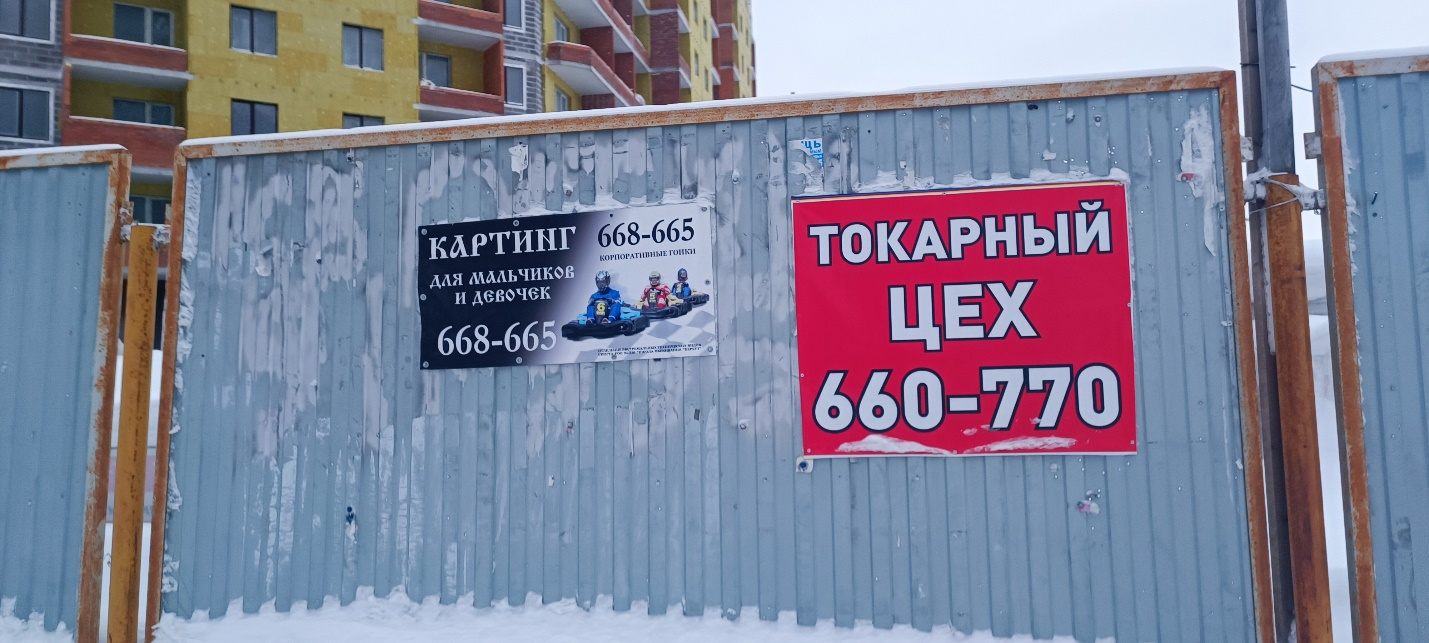 КАРТИНГ
ДЛЯ МАЛЬЧИКОВ
И ДЕВОЧЕК
668-665
668-665
КОРПОРАТИВНЫЕ ГОНКИ
ТОКАРНЫЙ
ЦЕХ
660-770